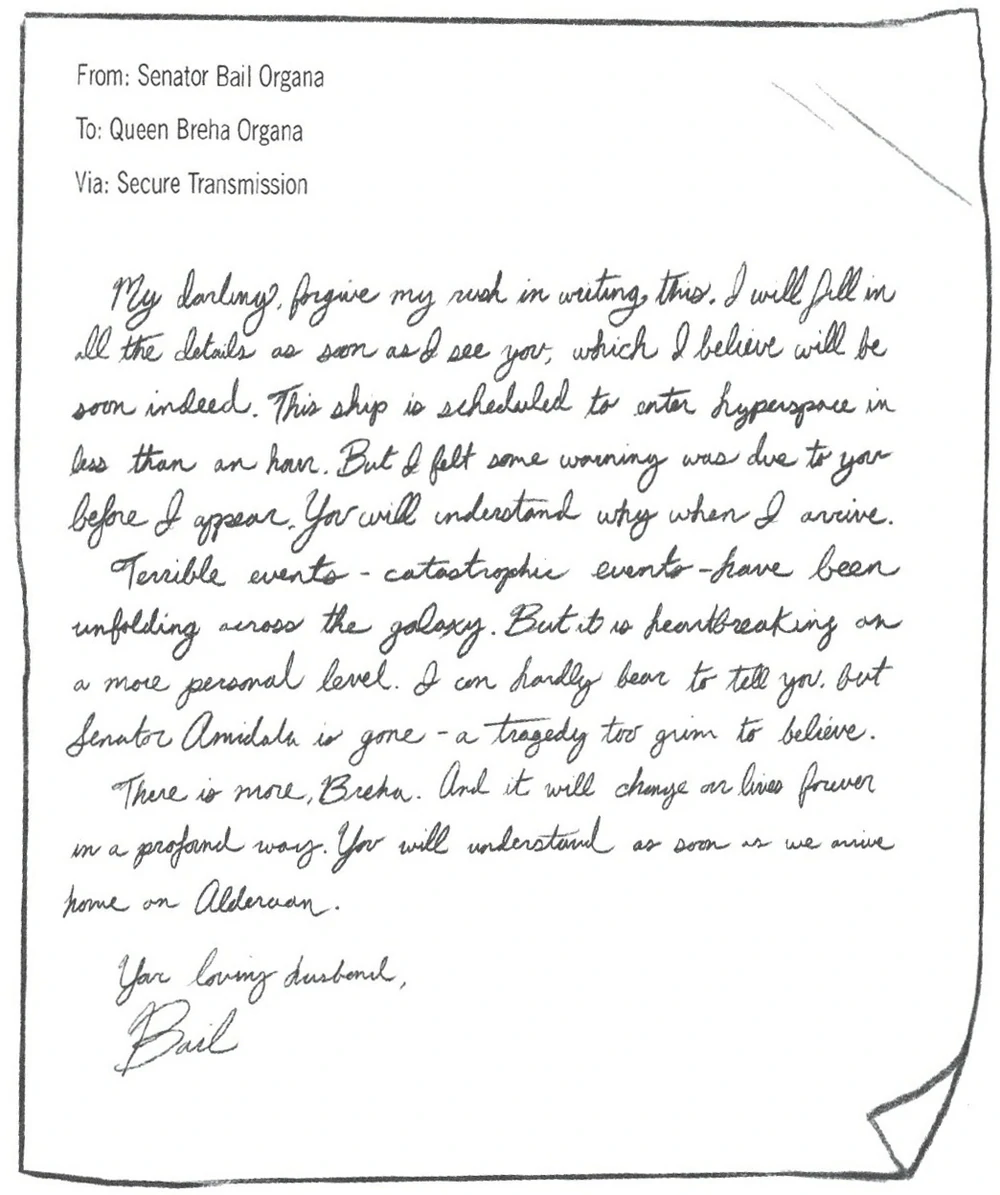 From: Senator Bail Organa
To: Queen Breha Organa
Via: Secure Transmission
My darling, forgive my rush in writing this. I will fill in
all the details as soon as I see you, which I believe will be
soon indeed. This ship is scheduled to enter hyperspace in
less than an hour. But I felt some warning was due to you
before I appear. You will understand why when I arrive.
Terrible events - catastrophic events - have been
unfolding across the galaxy. But it is heartbreaking on
a more personal level. I can hardly bear to tell you, but
Senator Amidala is gone - a tragedy too grim to believe.
There is more, Breha. And it will change our lives forever
in a profound way. You will understand as soon as we arrive
home on Alderaan.
Your loving husband,
Bail